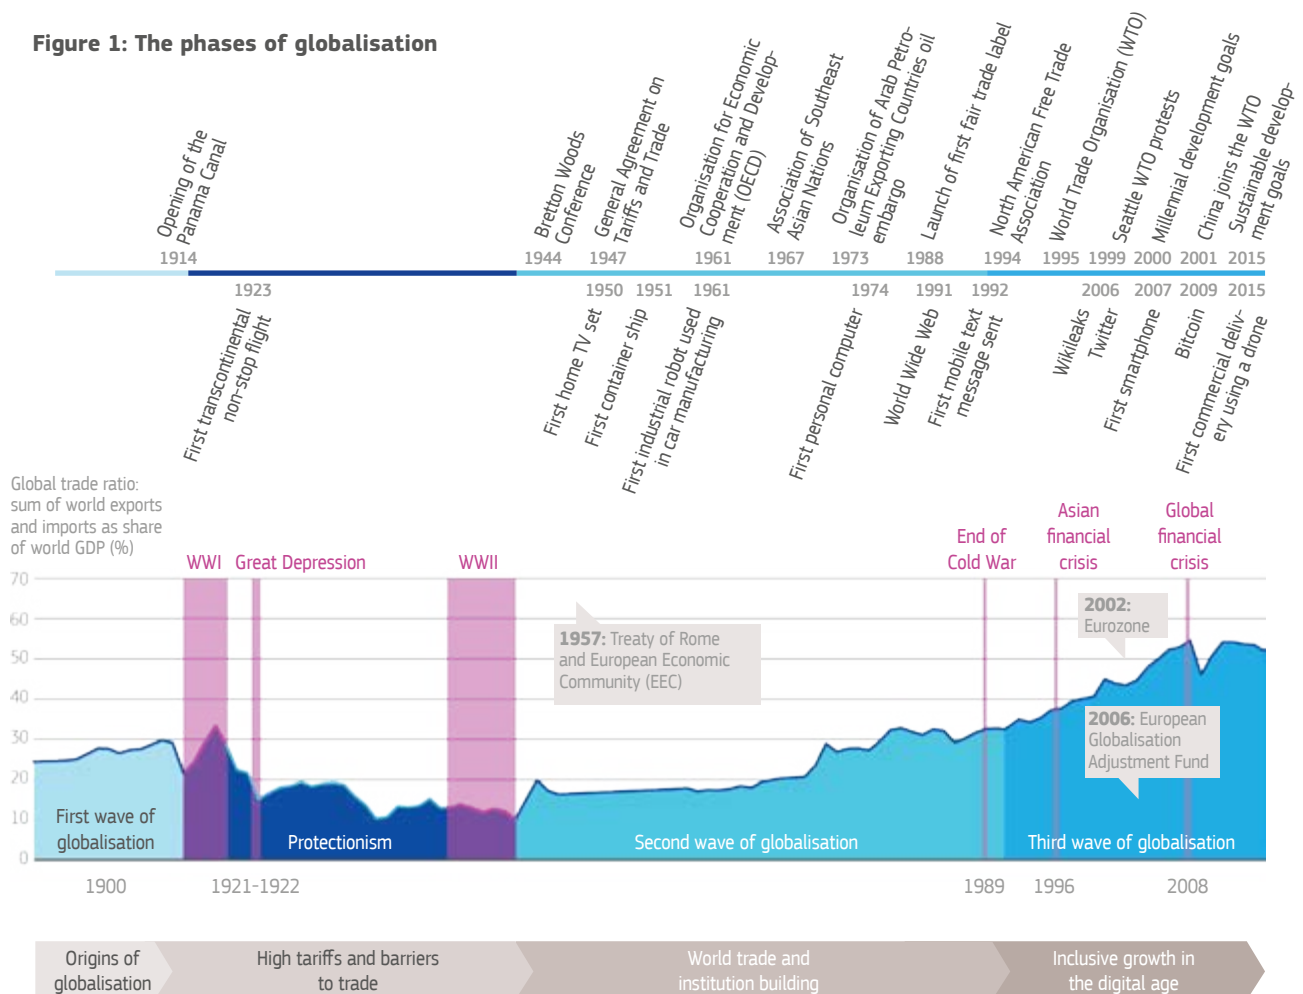 Figure 1: The phases of globalisation
Opening of the
Panama Canal
Bretton Woods
Conference
General Agreement on
Tariffs and Trade
Organisation for Economic
Cooperation and Develop-
ment (OECD)
Association of Southeast
Asian Nations
Organisation of Arab Petro-
leum Exporting Countries oil
embargo
Launch of first fair trade label
North American Free Trade
Association
World Trade Organisation (WTO)
Seattle WTO protests
Millennial development goals
China joins the WTO
Sustainable develop-
ment goals
1914 1944 1947 1961 1967 1973 1988 1994 1995 1999 2000 2001 2015
1923 1950 1951 1961 1974 1991 1992 2006 2007 2009 2015
First transcontinental
non-stop flight
First home TV set
First container ship
First industrial robot used
in car manufacturing
First personal computer
World Wide Web
First mobile text
message sent
Wikileaks
Twitter
First smartphone
Bitcoin
First commercial deliv-
ery using a drone
Global trade ratio:
sum of world exports
and imports as share
of world GDP (%)
WWI
Great Depression
WWII
End of
Cold War
Asian
financial
crisis
Global
financial
crisis
70
60
50
40
30
20
10
0
1957: Treaty of Rome
and European Economic
Community (EEC)
2002:
Eurozone
2006: European
Globalisation
Adjustment Fund
First wave of
globalisation
Protectionism
Second wave of globalisation
Third wave of globalisation
1900 1921-1922 1989 1996 2008
Origins of
globalisation
High tariffs and barriers
to trade
World trade and
institution building
Inclusive growth in
the digital age